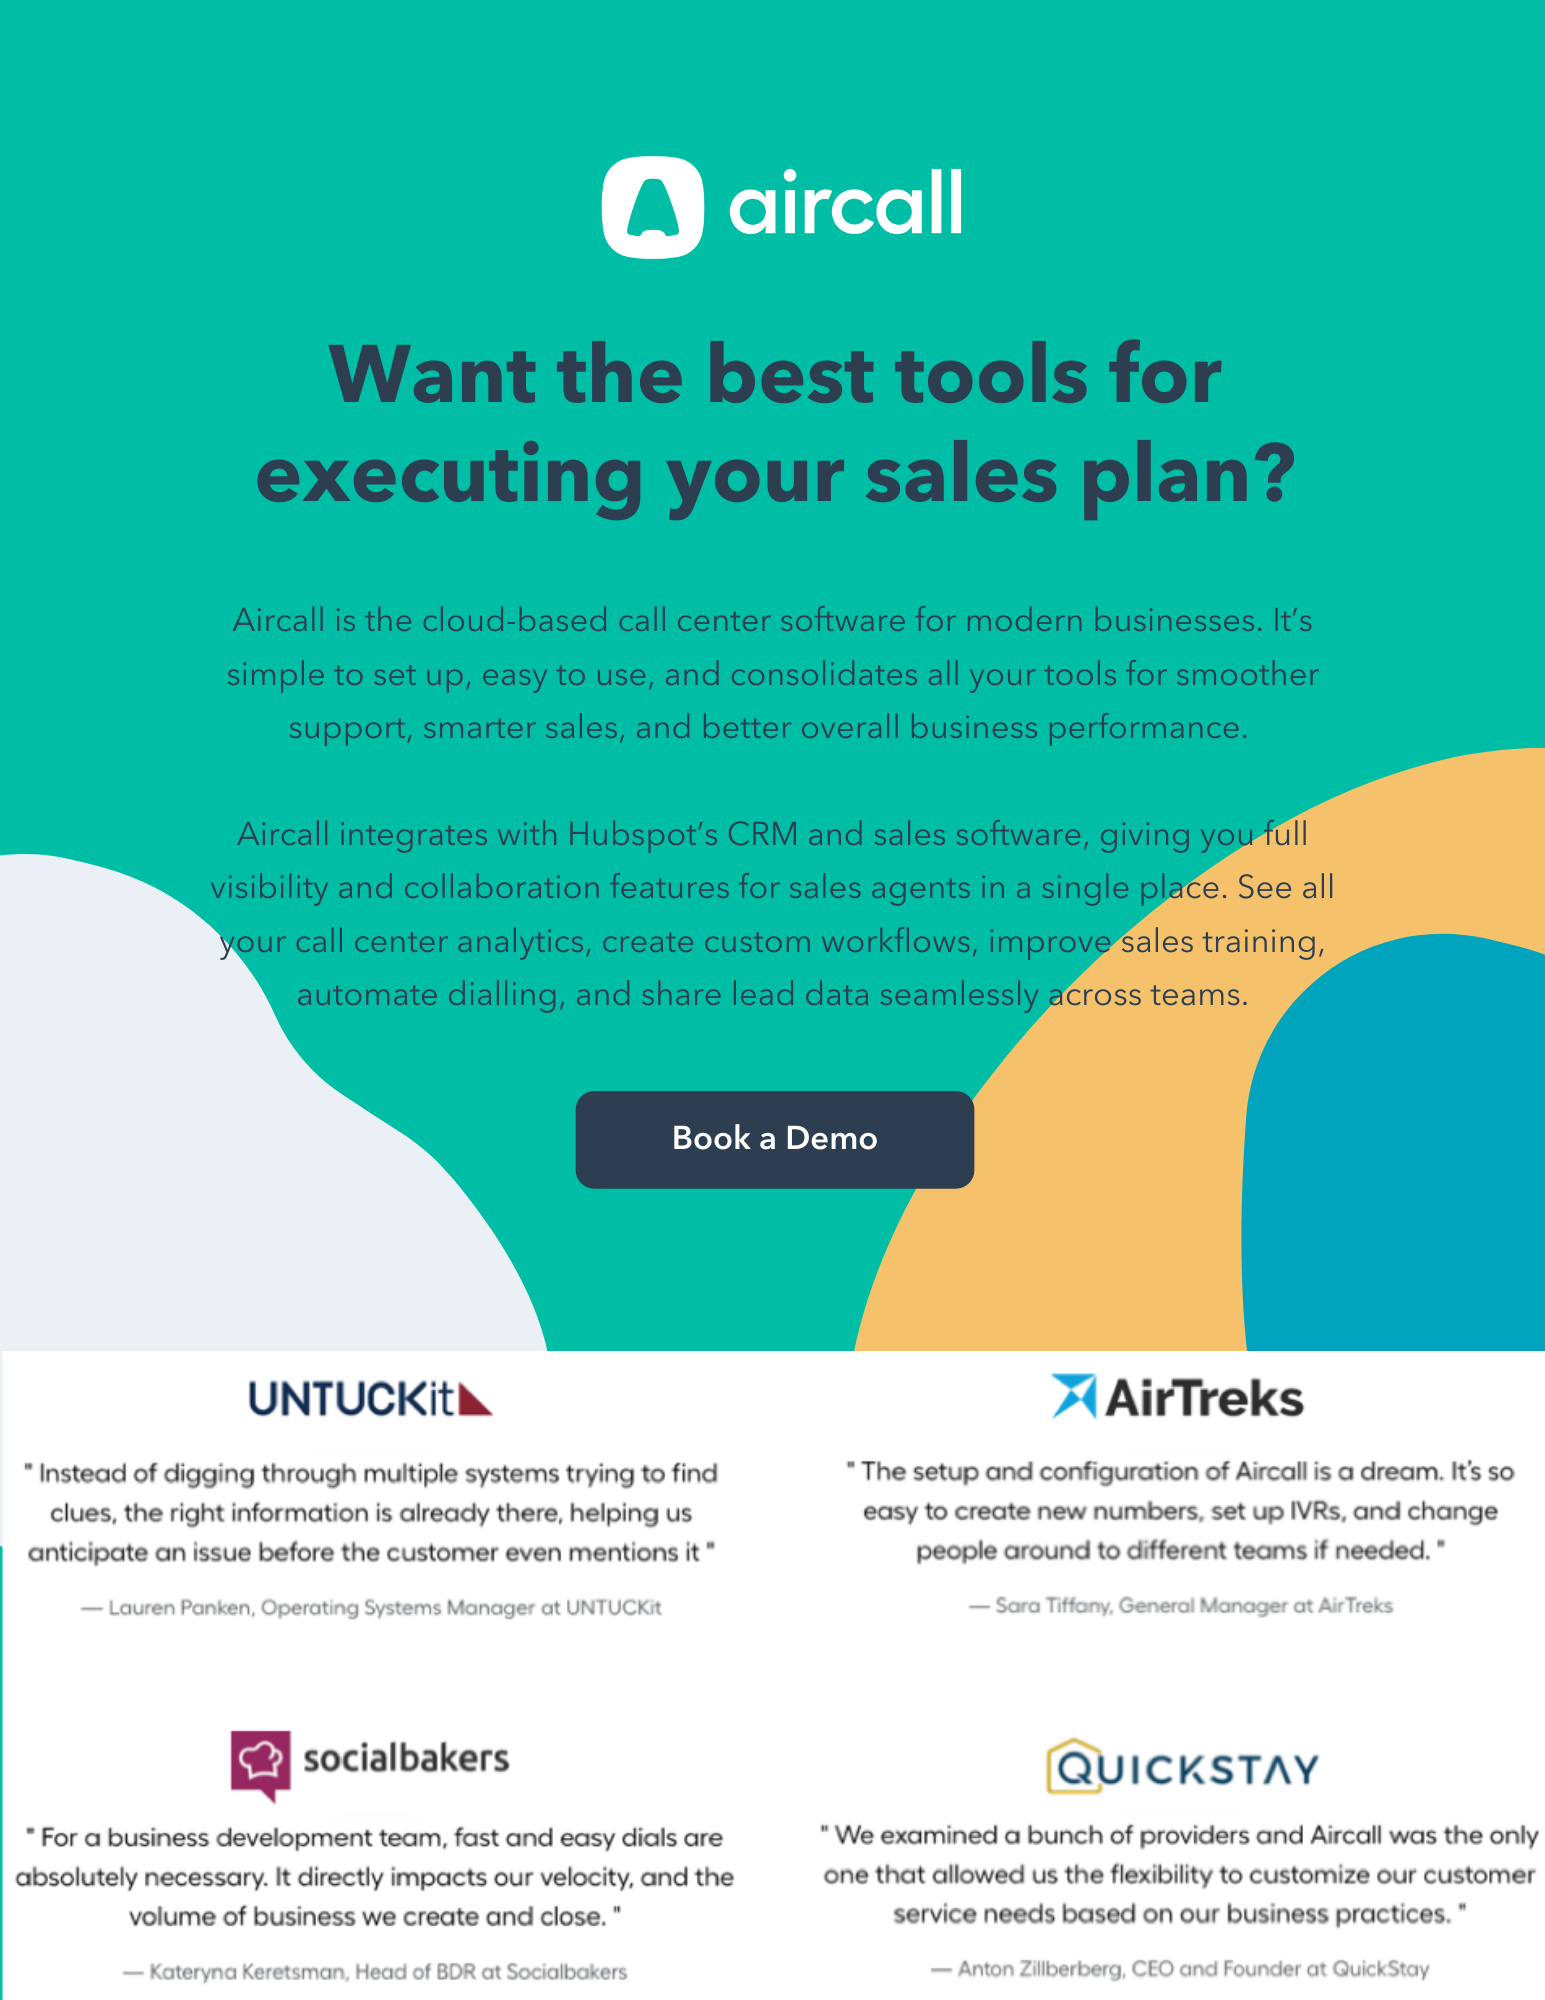 aircall
Want the best tools for
executing your sales plan?
Aircall is the cloud-based call center software for modern businesses. It’s
simple to set up, easy to use, and consolidates all your tools for smoother
support, smarter sales, and better overall business performance.
Aircall integrates with Hubspot’s CRM and sales software, giving you full
visibility and collaboration features for sales agents in a single place. See all
your call center analytics, create custom workflows, improve sales training,
automate dialling, and share lead data seamlessly across teams.
Book a Demo
UNTUCKit
" Instead of digging through multiple systems trying to find
clues, the right information is already there, helping us
anticipate an issue before the customer even mentions it "
— Lauren Panken, Operating Systems Manager at UNTUCKit
AirTreks
" The setup and configuration of Aircall is a dream. It’s so
easy to create new numbers, set up IVRs, and change
people around to different teams if needed. "
— Sara Tiffany, General Manager at AirTreks
socialbakers
" For a business development team, fast and easy dials are
absolutely necessary. It directly impacts our velocity, and the
volume of business we create and close. "
— Kateryna Keretsman, Head of BDR at Socialbakers
QUICKSTAY
" We examined a bunch of providers and Aircall was the only
one that allowed us the flexibility to customize our customer
service needs based on our business practices. "
— Anton Zillberberg, CEO and Founder at QuickStay